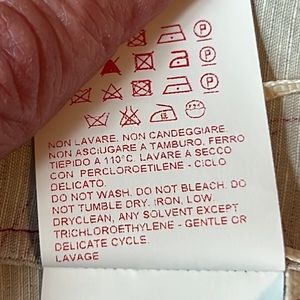 P
P
P
NON LAVARE, NON CANDEGGIARE,
NON ASCIUGARE A TAMBURO, FERRO
TIEPIDO A 110°C. LAVARE A SECCO
CON PERCLOROETILENE - CICLO
DELICATO.
DO NOT WASH, DO NOT BLEACH. DO
NOT TUMBLE DRY. IRON, LOW,
DRYCLEAN, ANY SOLVENT EXCEPT
TRICHLOROETHYLENE - GENTLE OR
DELICATE CYCLE.
LAVAGE